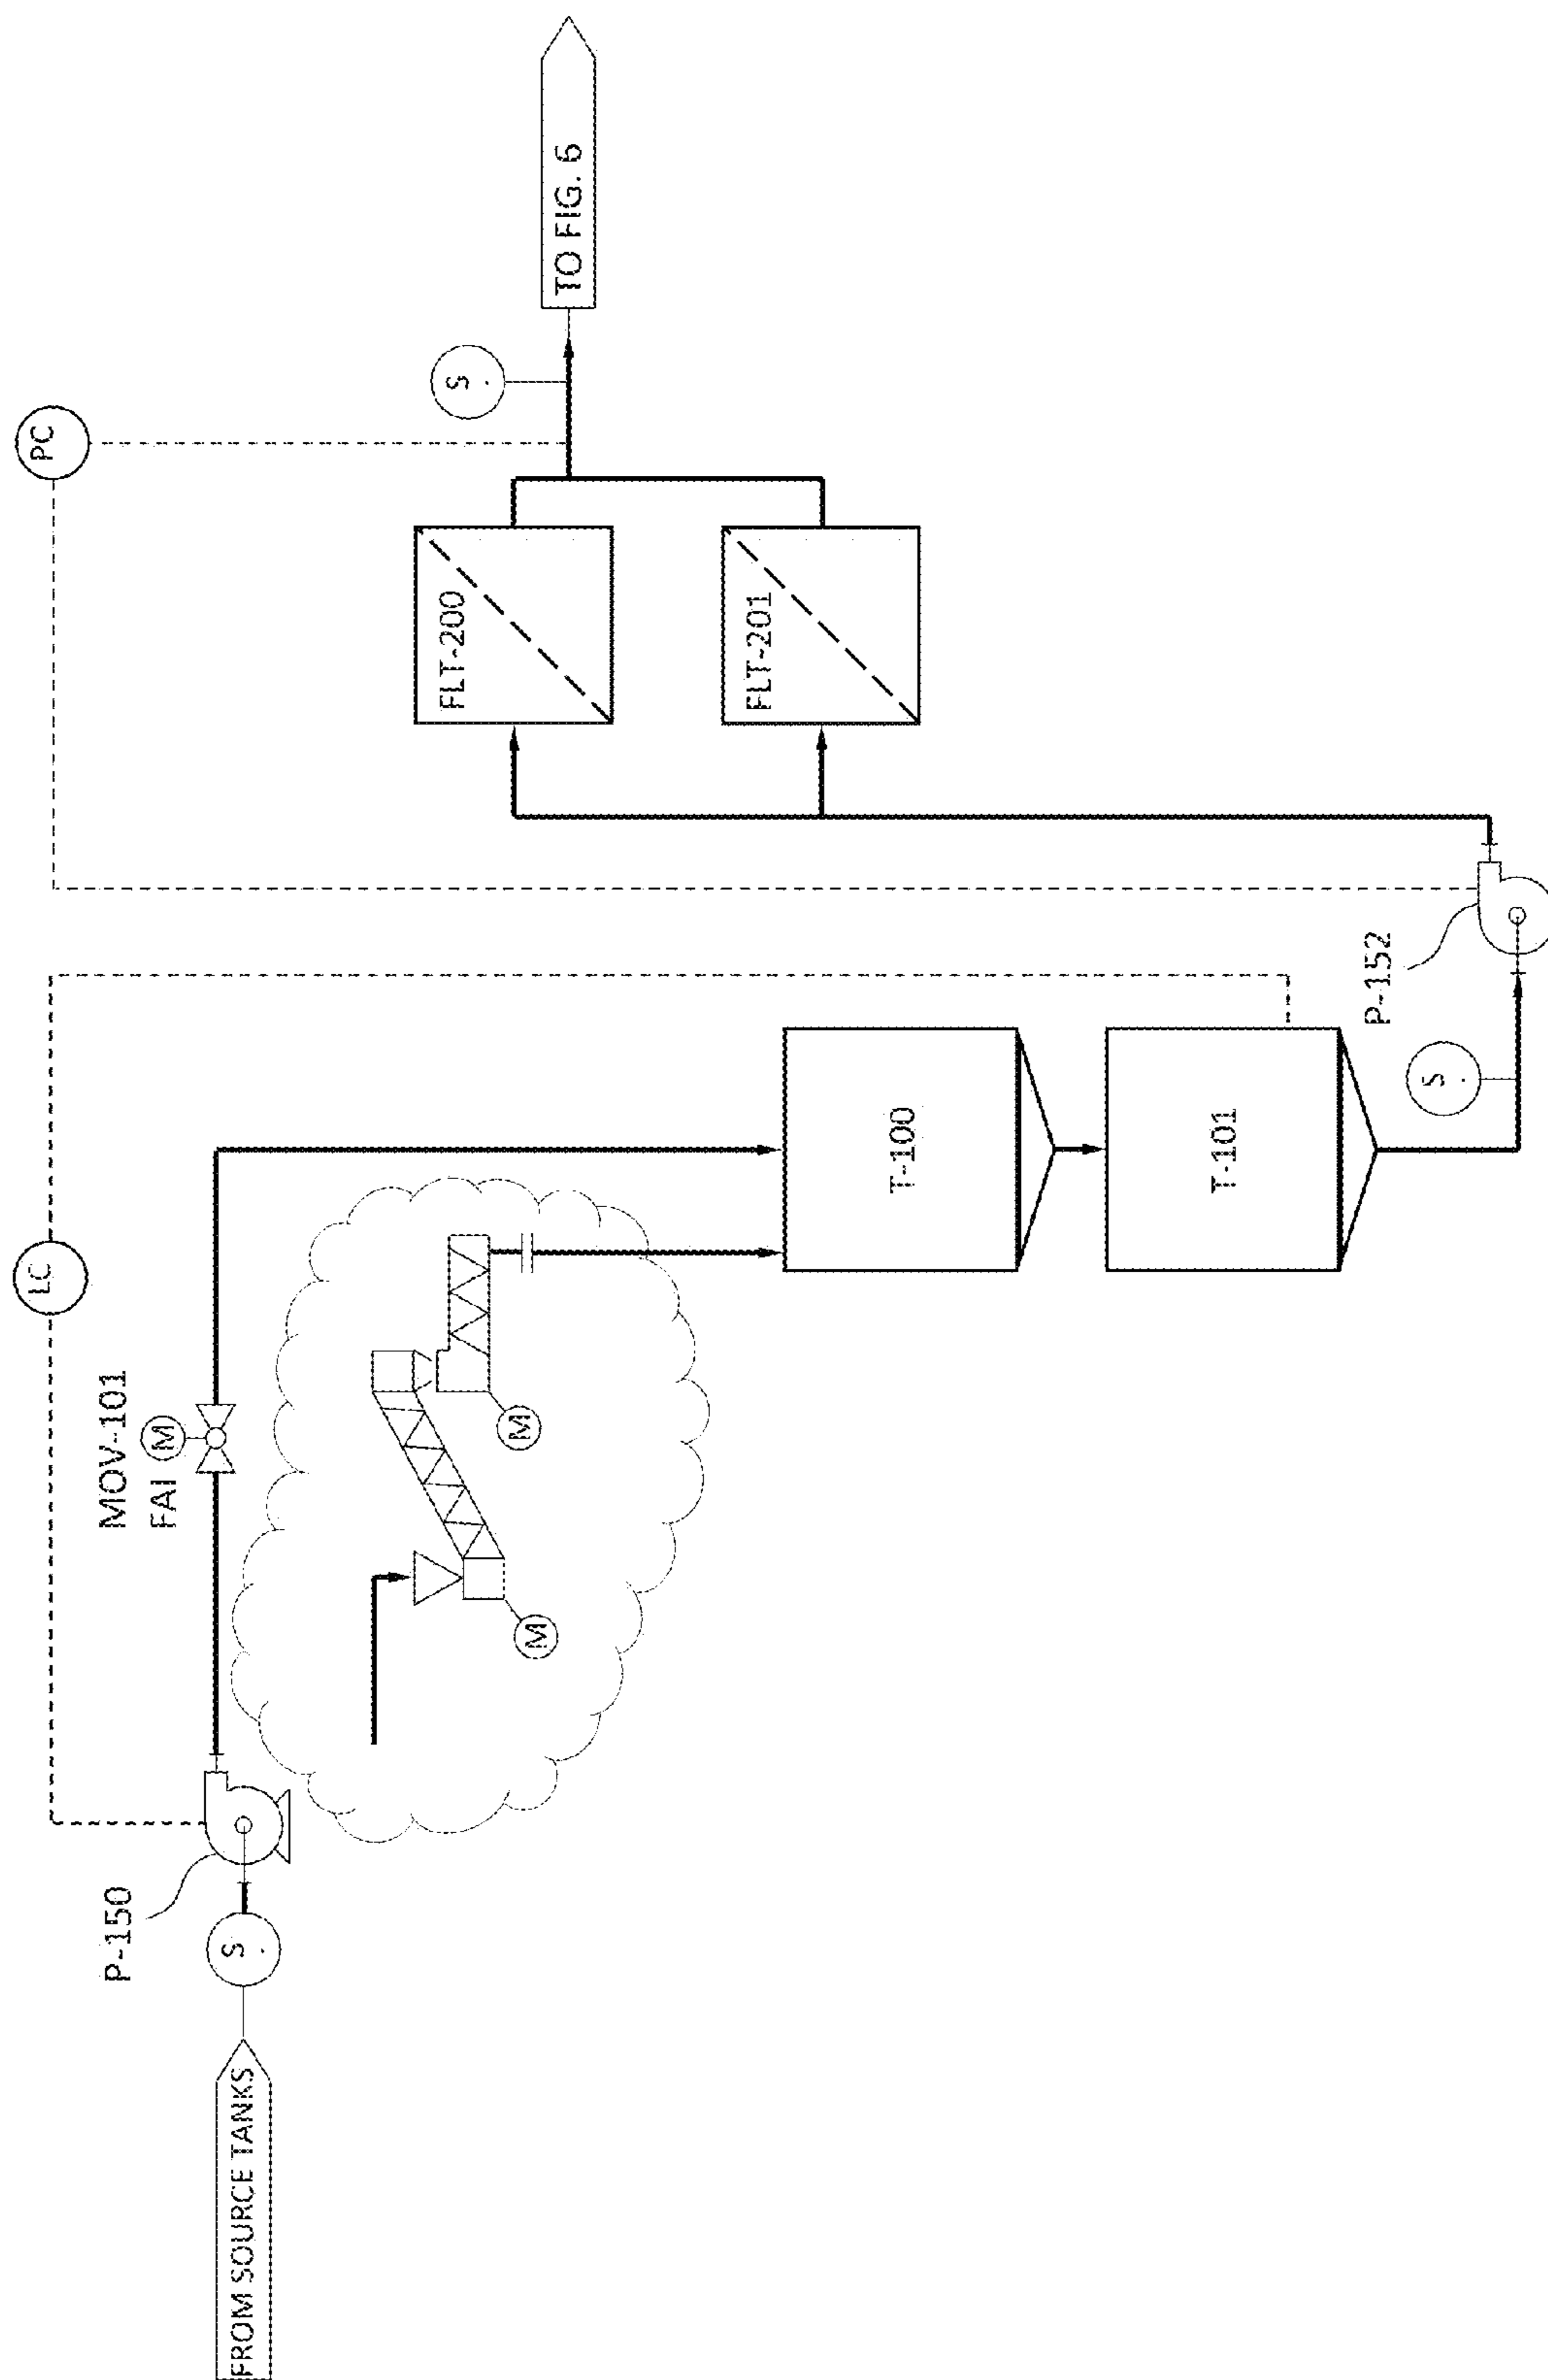 FROM SOURCE TANKS
S
P-150
LC
MOV-101
FAI
M
M
M
T-100
T-101
S
P-152
PC
FLT-200
FLT-201
S
TO FIG. 6